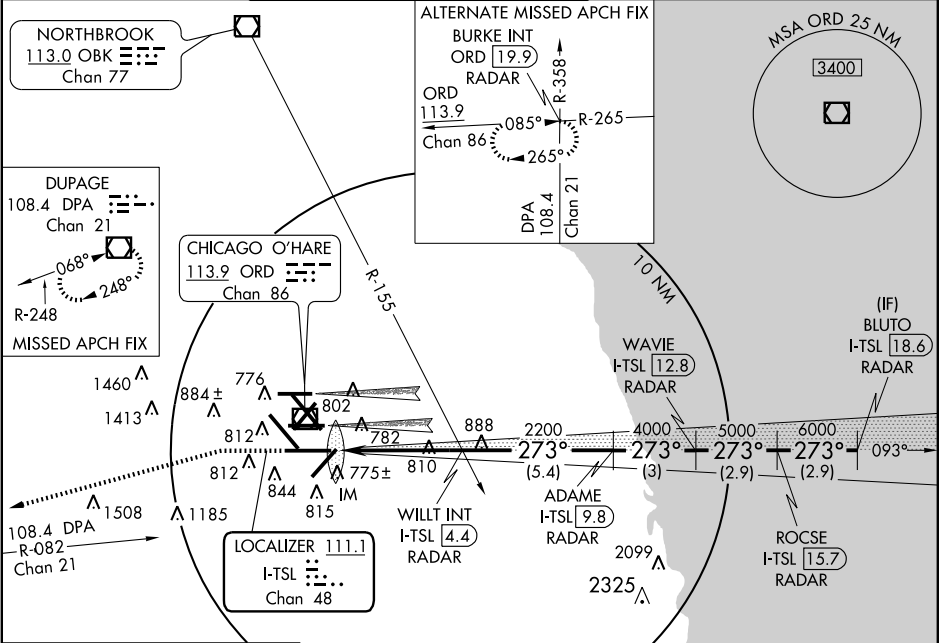 NORTHBROOK
113.0 OBK
Chan 77
ALTERNATE MISSED APCH FIX
BURKE INT
ORD 19.9
RADAR
R-358
ORD
113.9
Chan 86
085°
R-265
265°
DPA
108.4
Chan 21
MSA ORD 25 NM
3400
DUPAGE
108.4 DPA
Chan 21
068°
248°
R-248
MISSED APCH FIX
CHICAGO O'HARE
113.9 ORD
Chan 86
R-155
10 NM
(IF)
BLUTO
I-TSL 18.6
RADAR
WAVIE
I-TSL 12.8
RADAR
1460
1413
884±
776
802
782
812
812
844
815
775±
IM
810
888
2200
273°
(5.4)
4000
273°
(3)
5000
273°
(2.9)
6000
273°
(2.9)
093°
WILLT INT
I-TSL 4.4
RADAR
ADAME
I-TSL 9.8
RADAR
ROCSE
I-TSL 15.7
RADAR
1508
1185
108.4 DPA
R-082
Chan 21
LOCALIZER 111.1
I-TSL
Chan 48
2099
2325